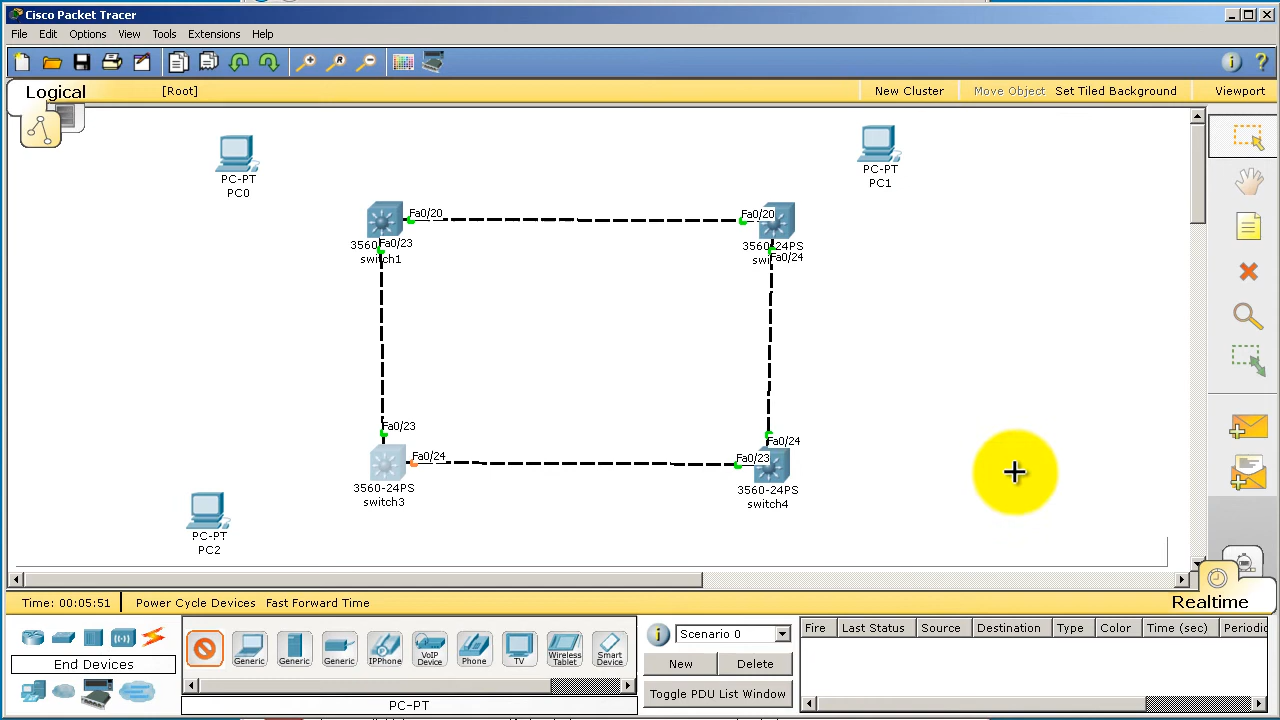 Cisco Packet Tracer
File Edit Options View Tools Extensions Help
Logical [Root] New Cluster Move Object Set Tiled Background Viewport
PC-PT
PC0
PC-PT
PC1
Fa0/20 Fa0/20
3560 Fa0/23 3560-24PS
switch1 Fa0/24
Fa0/23 Fa0/24
Fa0/24 Fa0/23
3560-24PS 3560-24PS
switch3 switch4
PC-PT
PC2
Time: 00:05:51 Power Cycle Devices Fast Forward Time Realtime
End Devices
Generic Generic Generic IPPhone VoIP Device Phone TV Wireless Tablet Smart Device
PC-PT
Scenario 0
New Delete
Toggle PDU List Window
Fire Last Status Source Destination Type Color Time (sec) Periodic